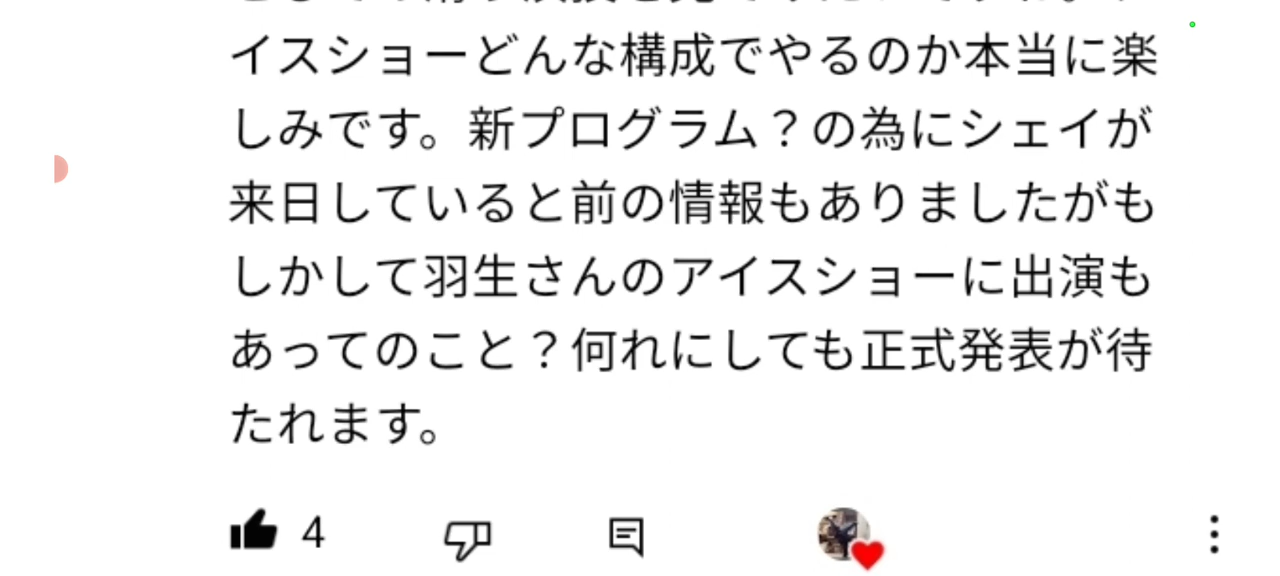 イスショーどんな構成でやるのか本当に楽
しみです。新プログラム？の為にシェイが
来日していると前の情報もありましたがも
しかして羽生さんのアイスショーに出演も
あってのこと？何れにしても正式発表が待
たれます。
4